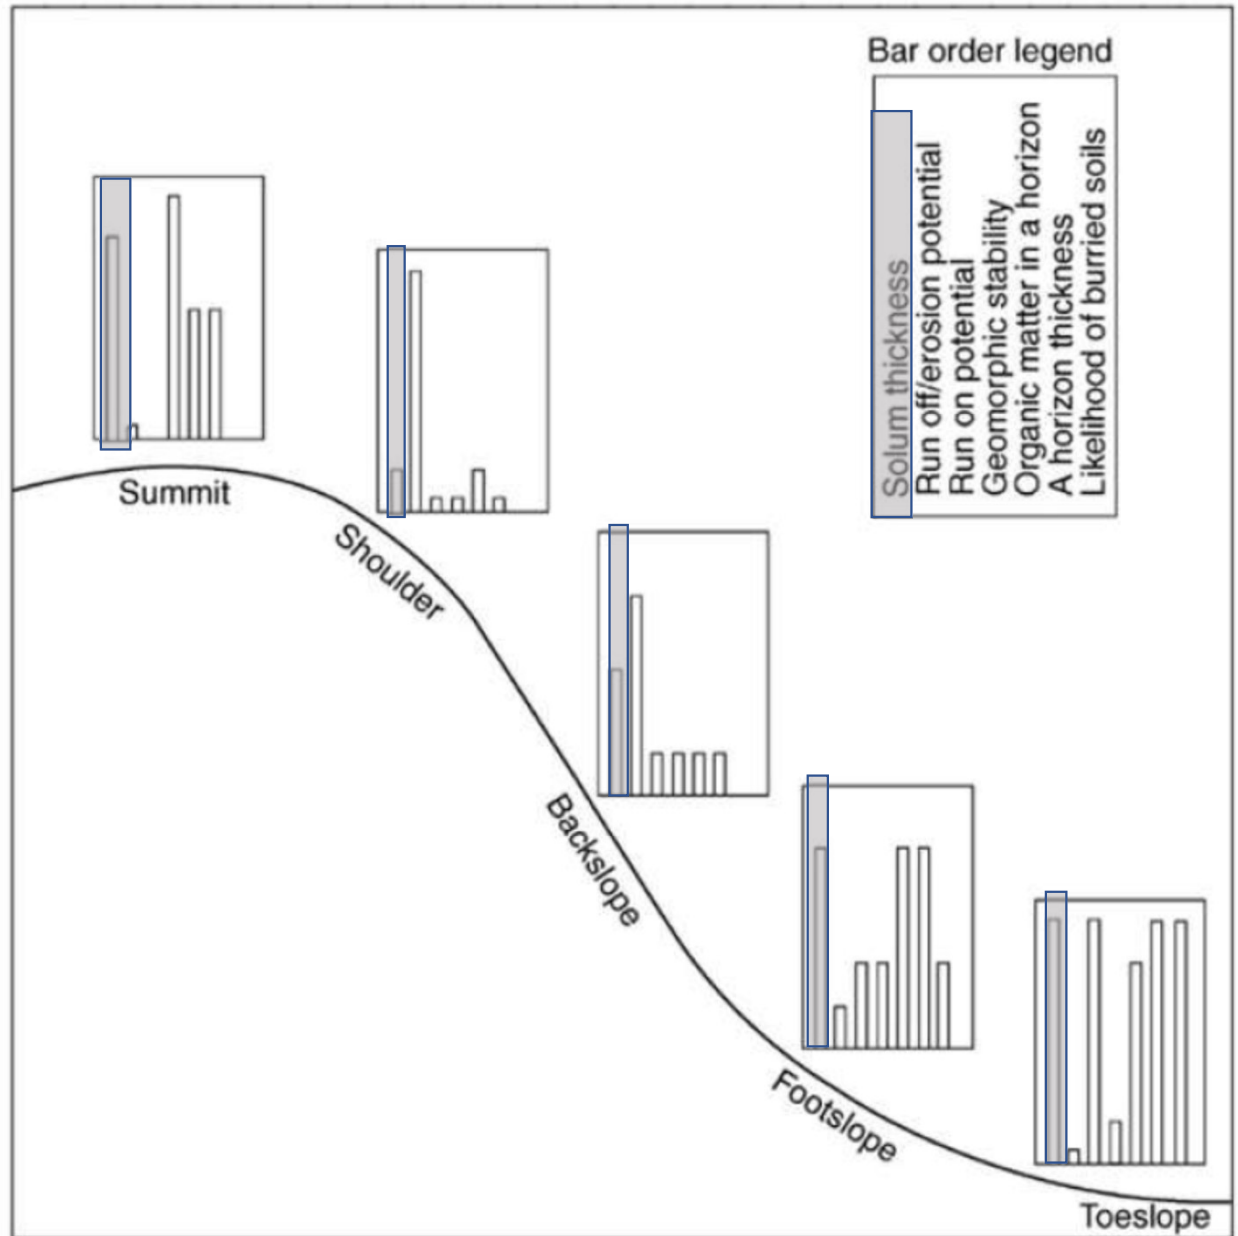 Bar order legend
Solum thickness
Run off/erosion potential
Run on potential
Geomorphic stability
Organic matter in a horizon
A horizon thickness
Likelihood of burried soils
Summit
Shoulder
Backslope
Footslope
Toeslope